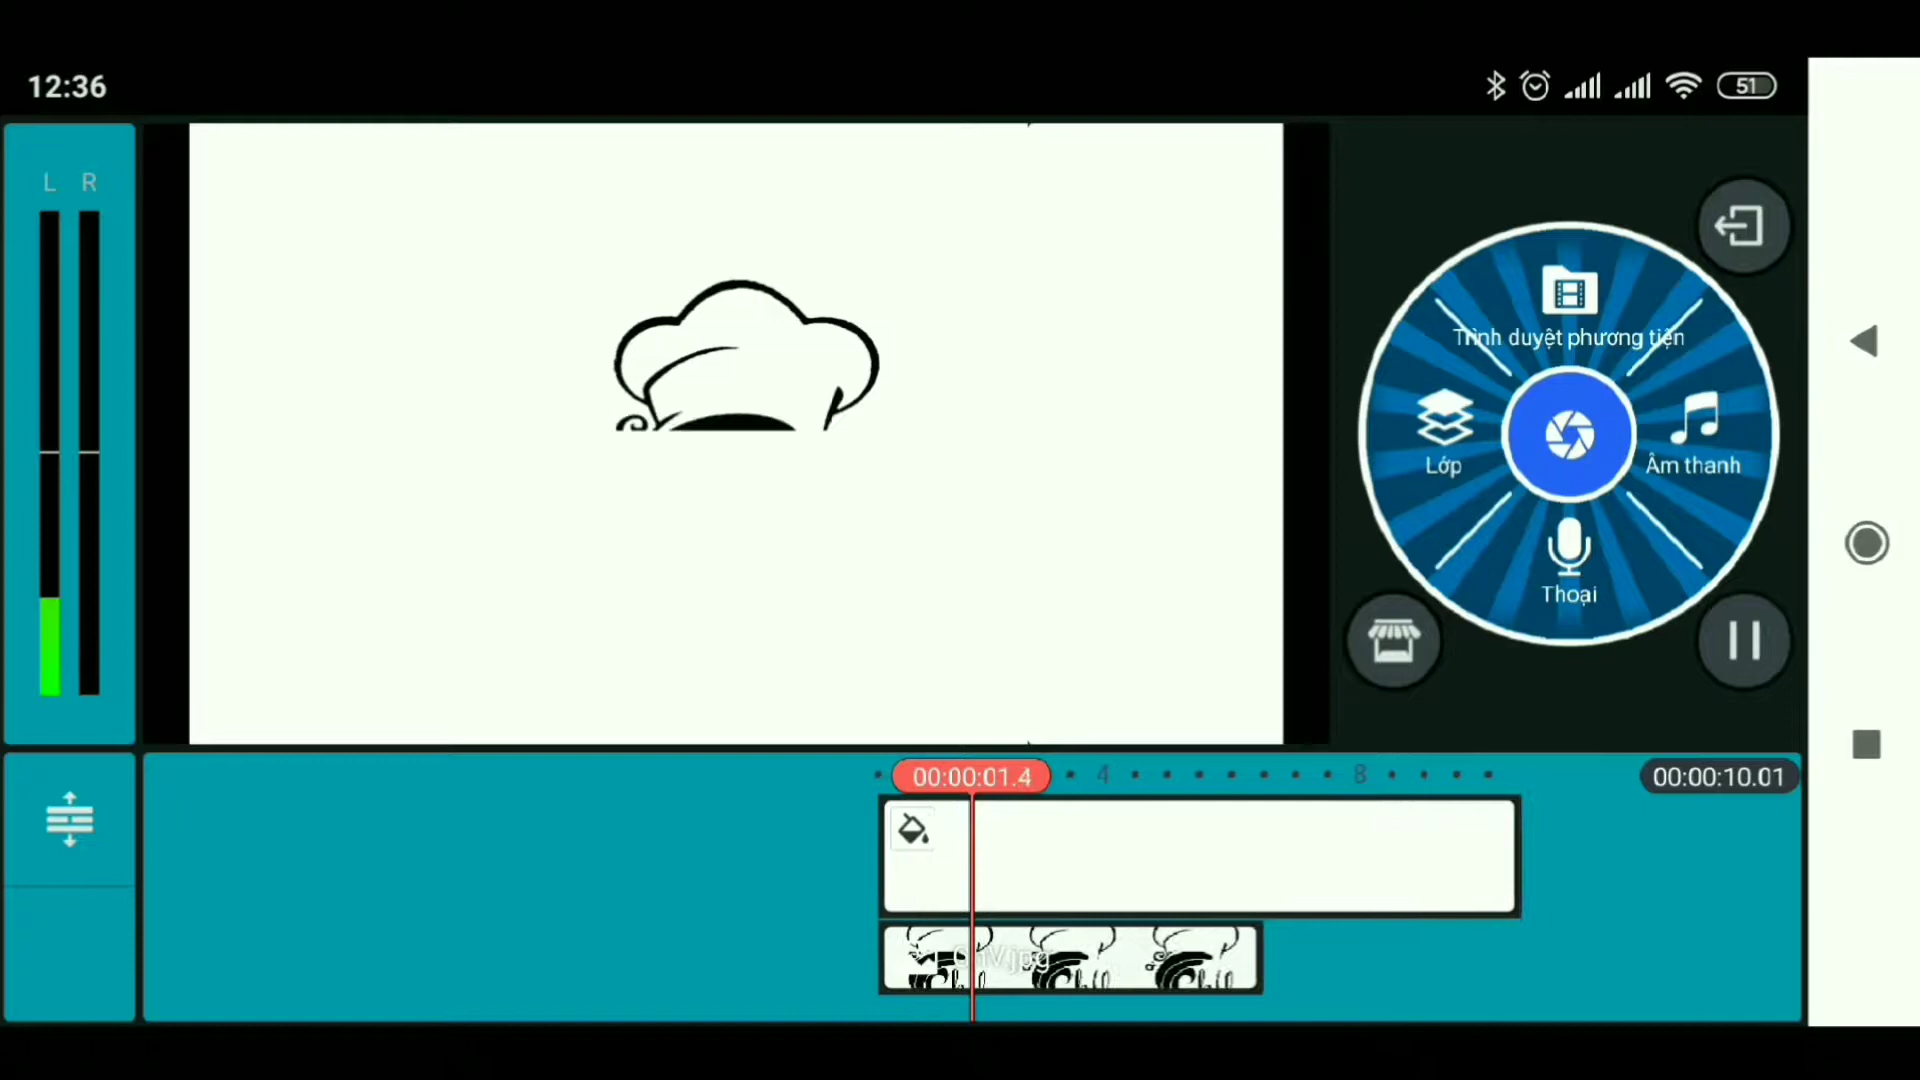 12:36
51
L R
Trình duyệt phương tiện
Lớp
Âm thanh
Thoại
00:00:01.4
4
8
00:00:10.01